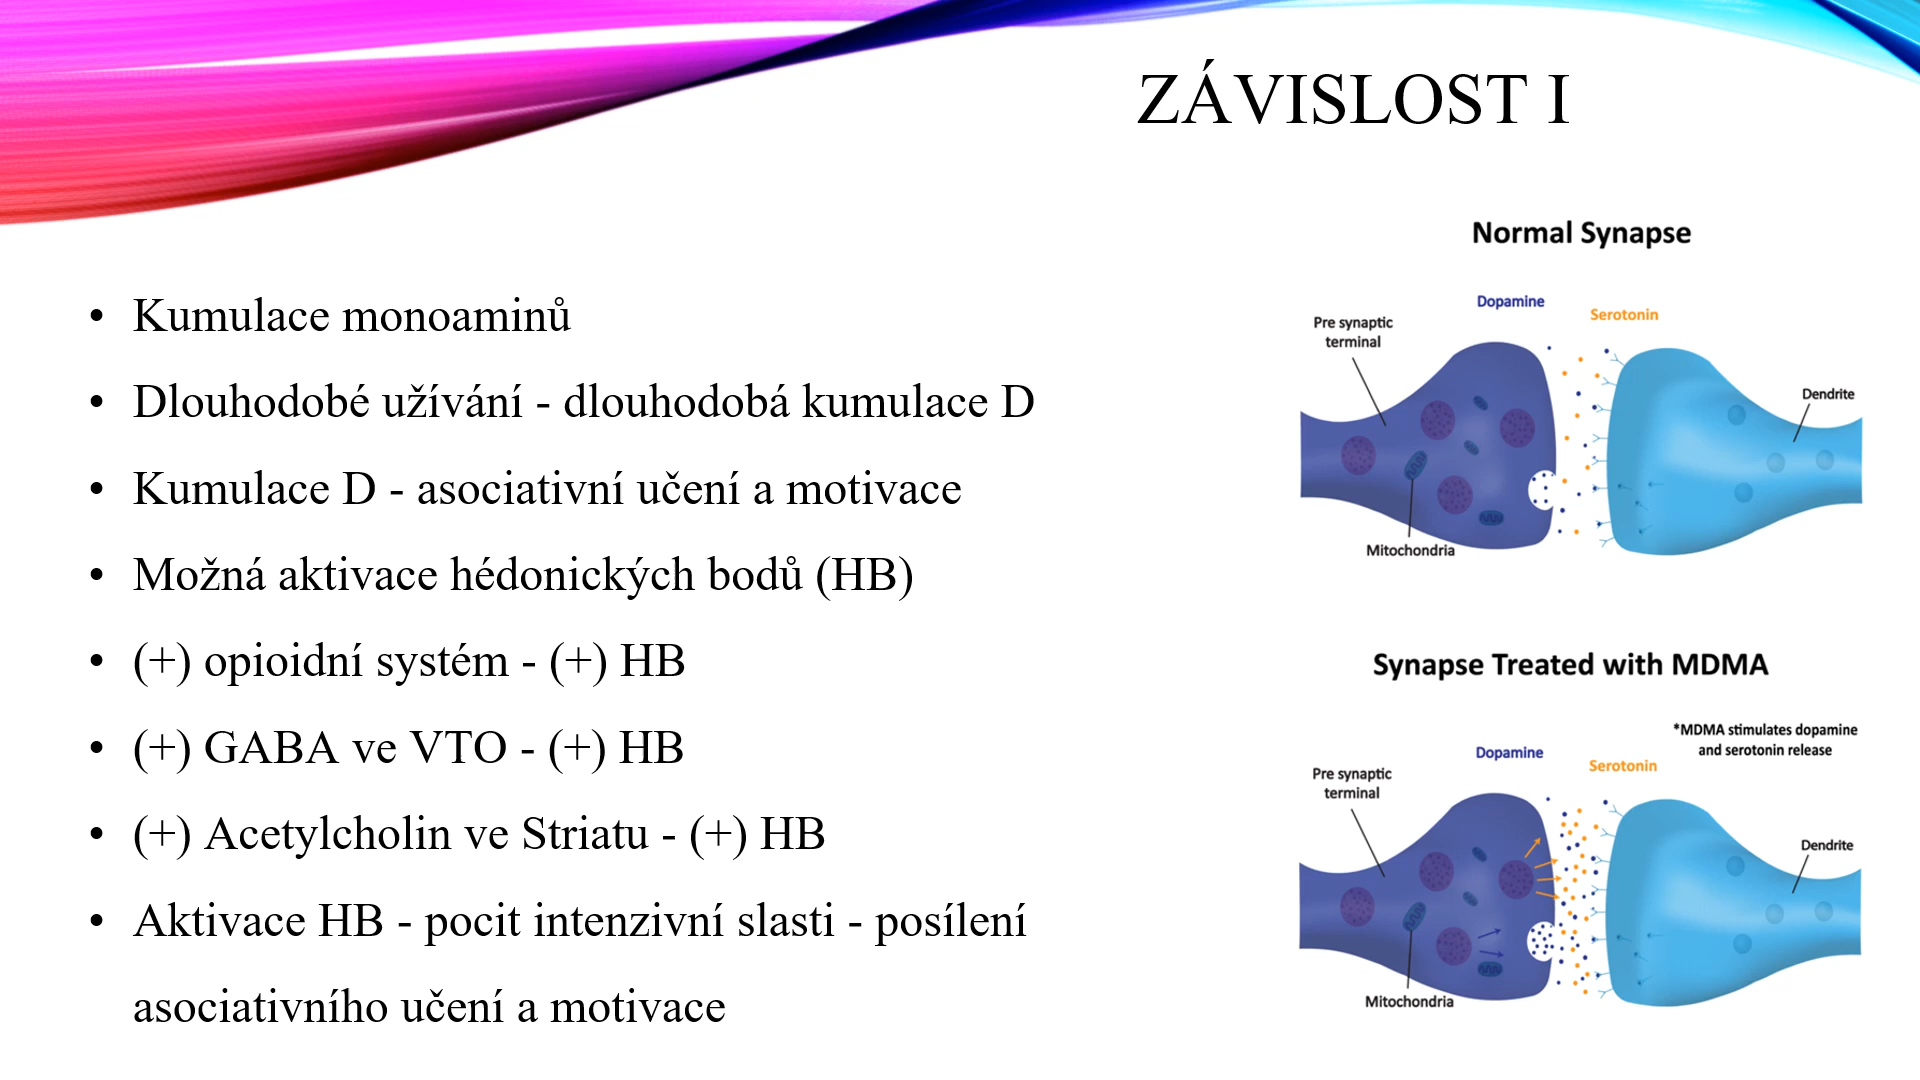 ZÁVISLOST I
• Kumulace monoaminů
• Dlouhodobé užívání - dlouhodobá kumulace D
• Kumulace D - asociativní učení a motivace
• Možná aktivace hédonických bodů (HB)
• (+) opioidní systém - (+) HB
• (+) GABA ve VTO - (+) HB
• (+) Acetylcholin ve Striatu - (+) HB
• Aktivace HB - pocit intenzivní slasti - posílení
asociativního učení a motivace
Normal Synapse
Dopamine
Serotonin
Pre synaptic
terminal
Dendrite
Mitochondria
Synapse Treated with MDMA
*MDMA stimulates dopamine
and serotonin release
Dopamine
Serotonin
Pre synaptic
terminal
Dendrite
Mitochondria